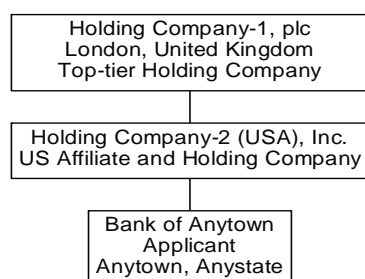 Holding Company-1, plc
London, United Kingdom
Top-tier Holding Company
Holding Company-2 (USA), Inc.
US Affiliate and Holding Company
Bank of Anytown
Applicant
Anytown, Anystate